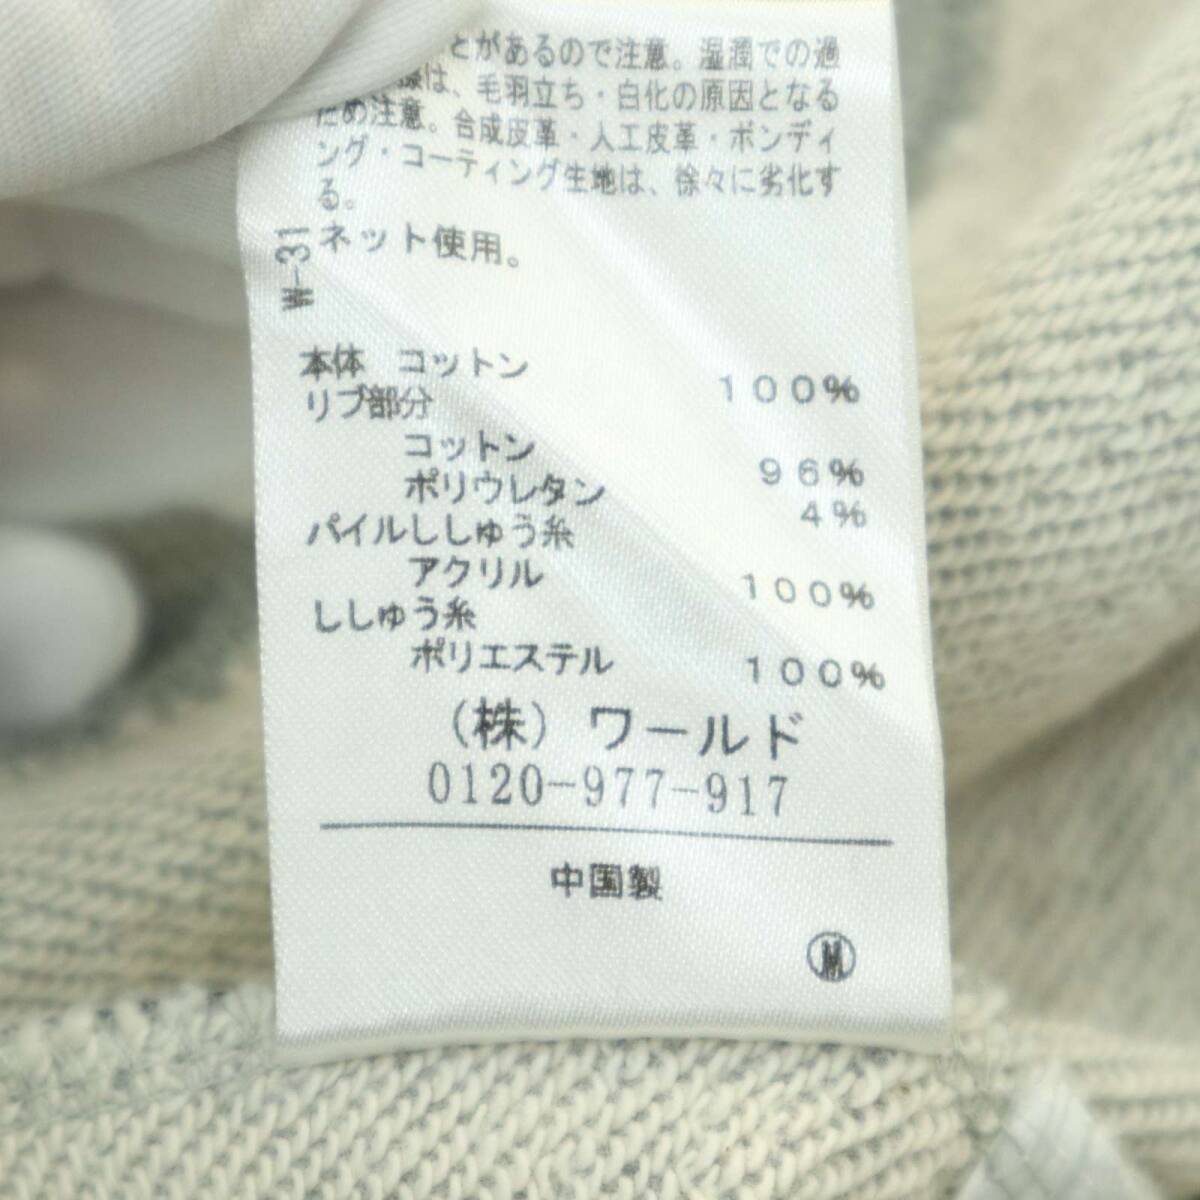 とがあるので注意。湿潤での過
は、毛羽立ち・白化の原因となる
ため注意。合成皮革・人工皮革・ボンディ
ング・コーティング生地は、徐々に劣化す
る。
ネット使用。
W-31
本体 コットン 100%
リブ部分
コットン 96%
ポリウレタン 4%
パイルししゅう糸
アクリル 100%
ししゅう糸
ポリエステル 100%
(株)ワールド
0120-977-917
中国製
Ⓜ